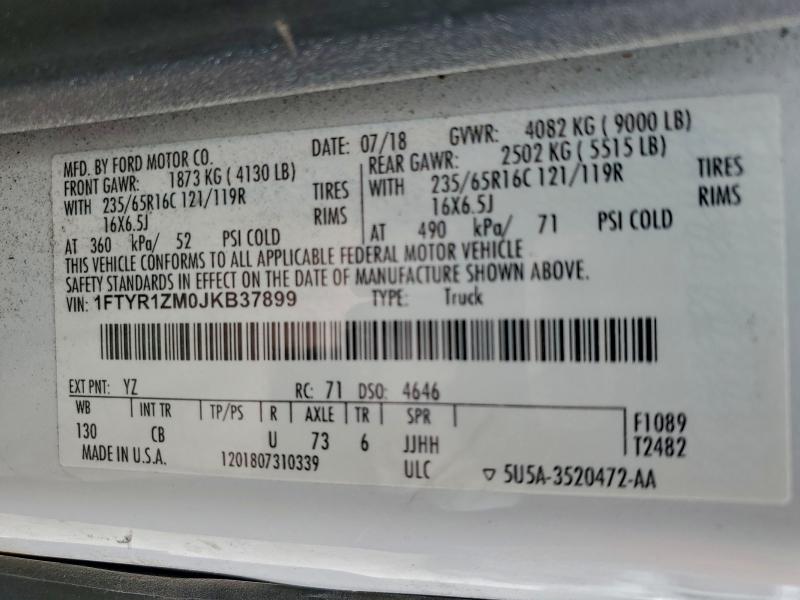 MFD. BY FORD MOTOR CO. DATE: 07/18 GVWR: 4082 KG ( 9000 LB)
FRONT GAWR: 1873 KG ( 4130 LB) REAR GAWR: 2502 KG ( 5515 LB)
WITH 235/65R16C 121/119R TIRES WITH 235/65R16C 121/119R TIRES
16X6.5J RIMS 16X6.5J RIMS
AT 360 kPa/ 52 PSI COLD AT 490 kPa/ 71 PSI COLD
THIS VEHICLE CONFORMS TO ALL APPLICABLE FEDERAL MOTOR VEHICLE
SAFETY STANDARDS IN EFFECT ON THE DATE OF MANUFACTURE SHOWN ABOVE.
VIN: 1FTYR1ZM0JKB37899 TYPE: Truck
EXT PNT: YZ RC: 71 DSO: 4646
WB INT TR TP/PS R AXLE TR SPR F1089
130 CB U 73 6 JJHH T2482
MADE IN U.S.A. 1201807310339 ULC ▽ 5U5A-3520472-AA